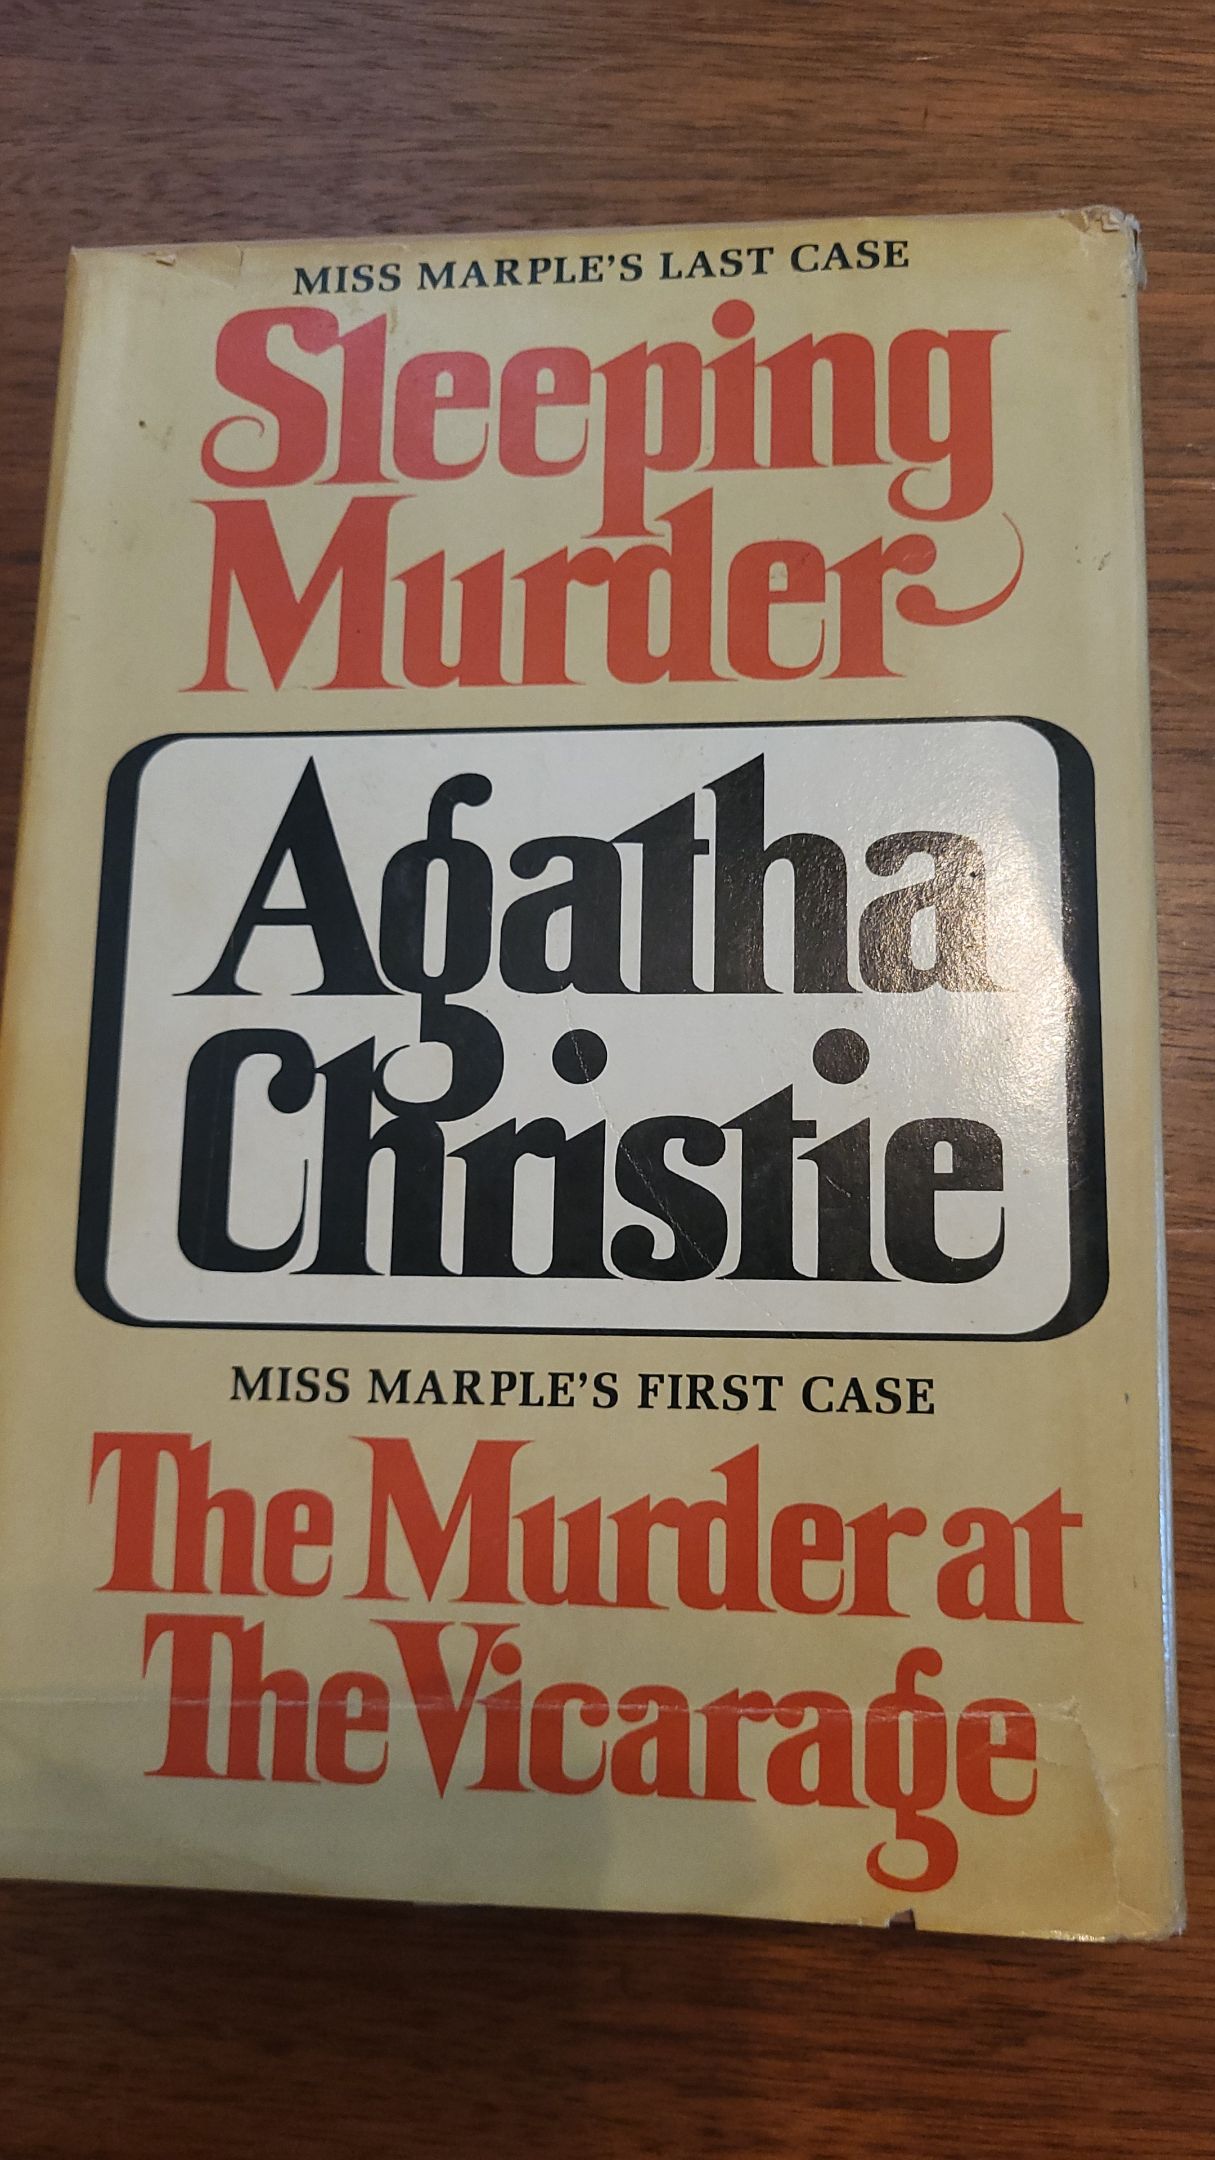 MISS MARPLE'S LAST CASE
Sleeping
Murder
Agatha
Christie
MISS MARPLE'S FIRST CASE
The Murder at
The Vicarage